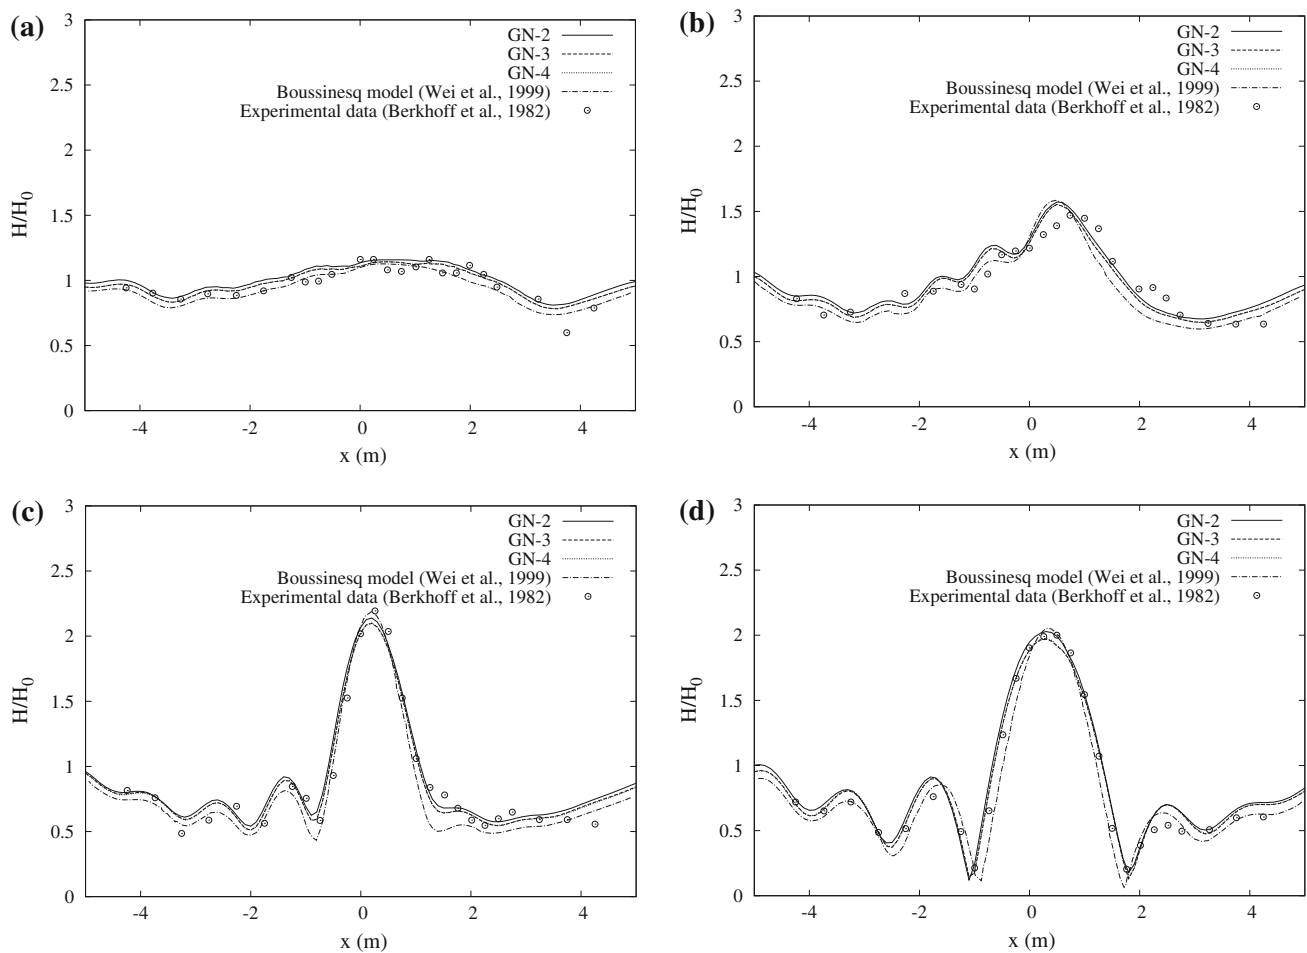 (a)
3
2.5
2
1.5
1
0.5
0
H/H0
GN-2
GN-3
GN-4
Boussinesq model (Wei et al., 1999)
Experimental data (Berkhoff et al., 1982)
-4 -2 0 2 4
x (m)
(b)
3
2.5
2
1.5
1
0.5
0
H/H0
GN-2
GN-3
GN-4
Boussinesq model (Wei et al., 1999)
Experimental data (Berkhoff et al., 1982)
-4 -2 0 2 4
x (m)
(c)
3
2.5
2
1.5
1
0.5
0
H/H0
GN-2
GN-3
GN-4
Boussinesq model (Wei et al., 1999)
Experimental data (Berkhoff et al., 1982)
-4 -2 0 2 4
x (m)
(d)
3
2.5
2
1.5
1
0.5
0
H/H0
GN-2
GN-3
GN-4
Boussinesq model (Wei et al., 1999)
Experimental data (Berkhoff et al., 1982)
-4 -2 0 2 4
x (m)